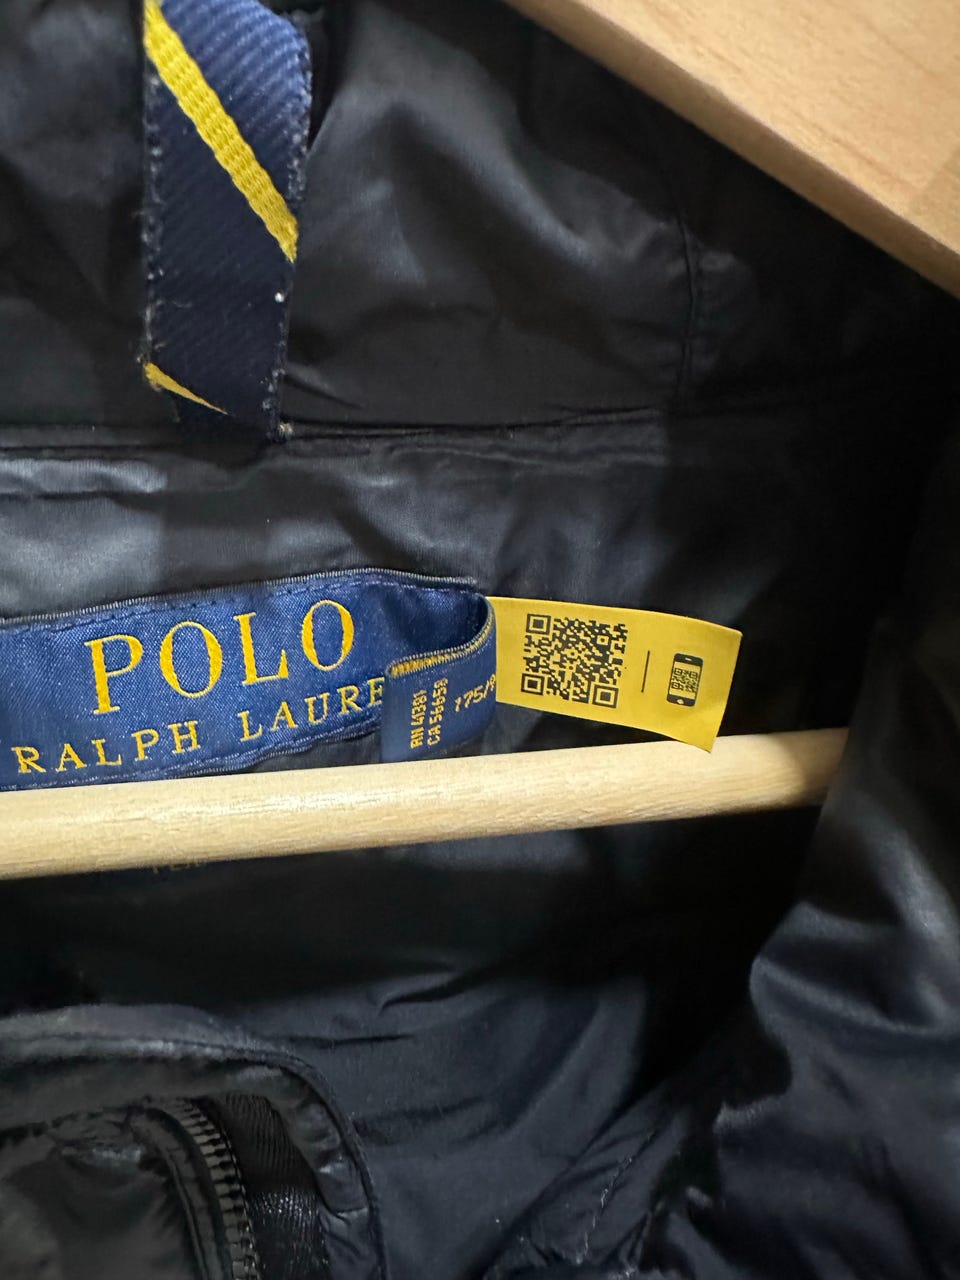 POLO
RALPH LAURE
RN 41381
CA 56658
175/